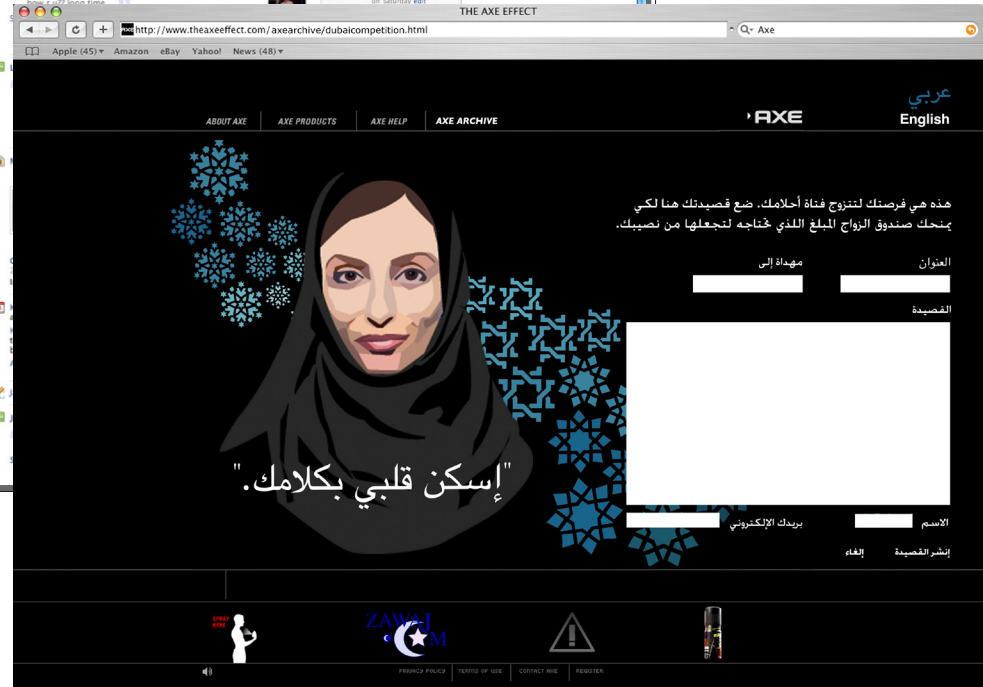 THE AXE EFFECT
http://www.theaxeeffect.com/axearchive/dubaicompetition.html
Axe
Apple (45) Amazon eBay Yahoo! News (48)
عربي
English
AXE
ABOUT AXE AXE PRODUCTS AXE HELP AXE ARCHIVE
هذه هي فرصتك لتتزوج فتاة أحلامك. ضع قصيدتك هنا لكي
يمنحك صندوق الزواج المبلغ اللذي تحتاجه لتجعلها من نصيبك.
العنوان
مهداة إلى
القصيدة
"إسكن قلبي بكلامك."
الاسم
بريدك الإلكتروني
إنشر القصيدة
إلغاء
SPRAY
HERE
ZAWAJ
PRIVACY POLICY TERMS OF USE CONTACT AXE REGISTER